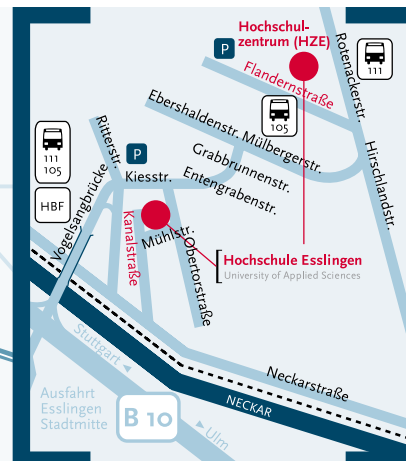 Hochschul-
zentrum (HZE)
P
Flandernstraße
Rotenackerstr.
111
105
Ebershaldenstr.
Mülbergerstr.
Hirschlandstr.
Grabbrunnenstr.
Entengrabenstr.
Ritterstr.
P
Kiesstr.
111
105
HBF
Vogelsangbrücke
Kanalstraße
Mühlstr.
Obertorstraße
Hochschule Esslingen
University of Applied Sciences
Stuttgart
Neckarstraße
NECKAR
Ausfahrt
Esslingen
Stadtmitte
B 10
Ulm